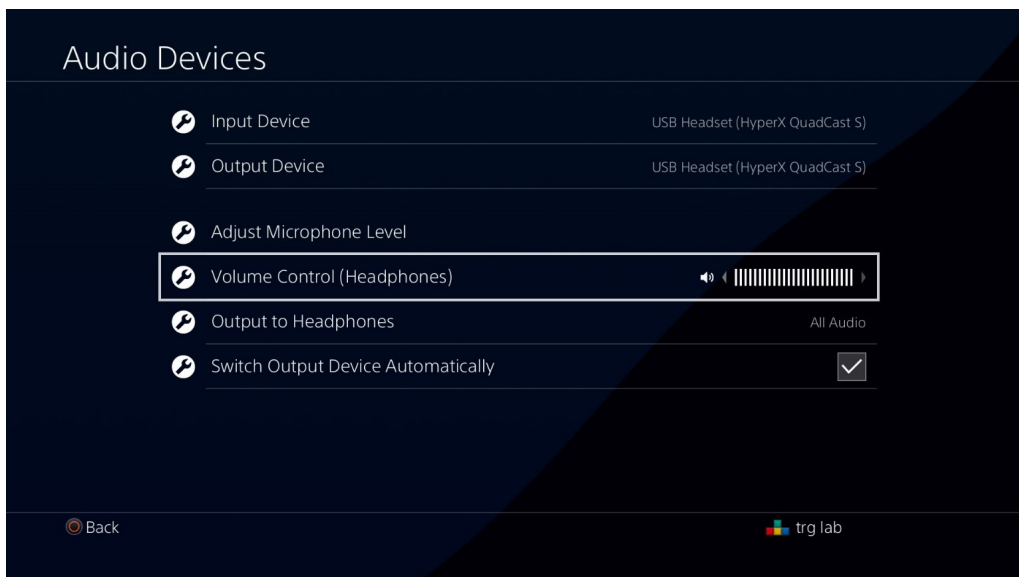 Audio Devices
Input Device USB Headset (HyperX QuadCast S)
Output Device USB Headset (HyperX QuadCast S)
Adjust Microphone Level
Volume Control (Headphones)
Output to Headphones All Audio
Switch Output Device Automatically
Back trg lab